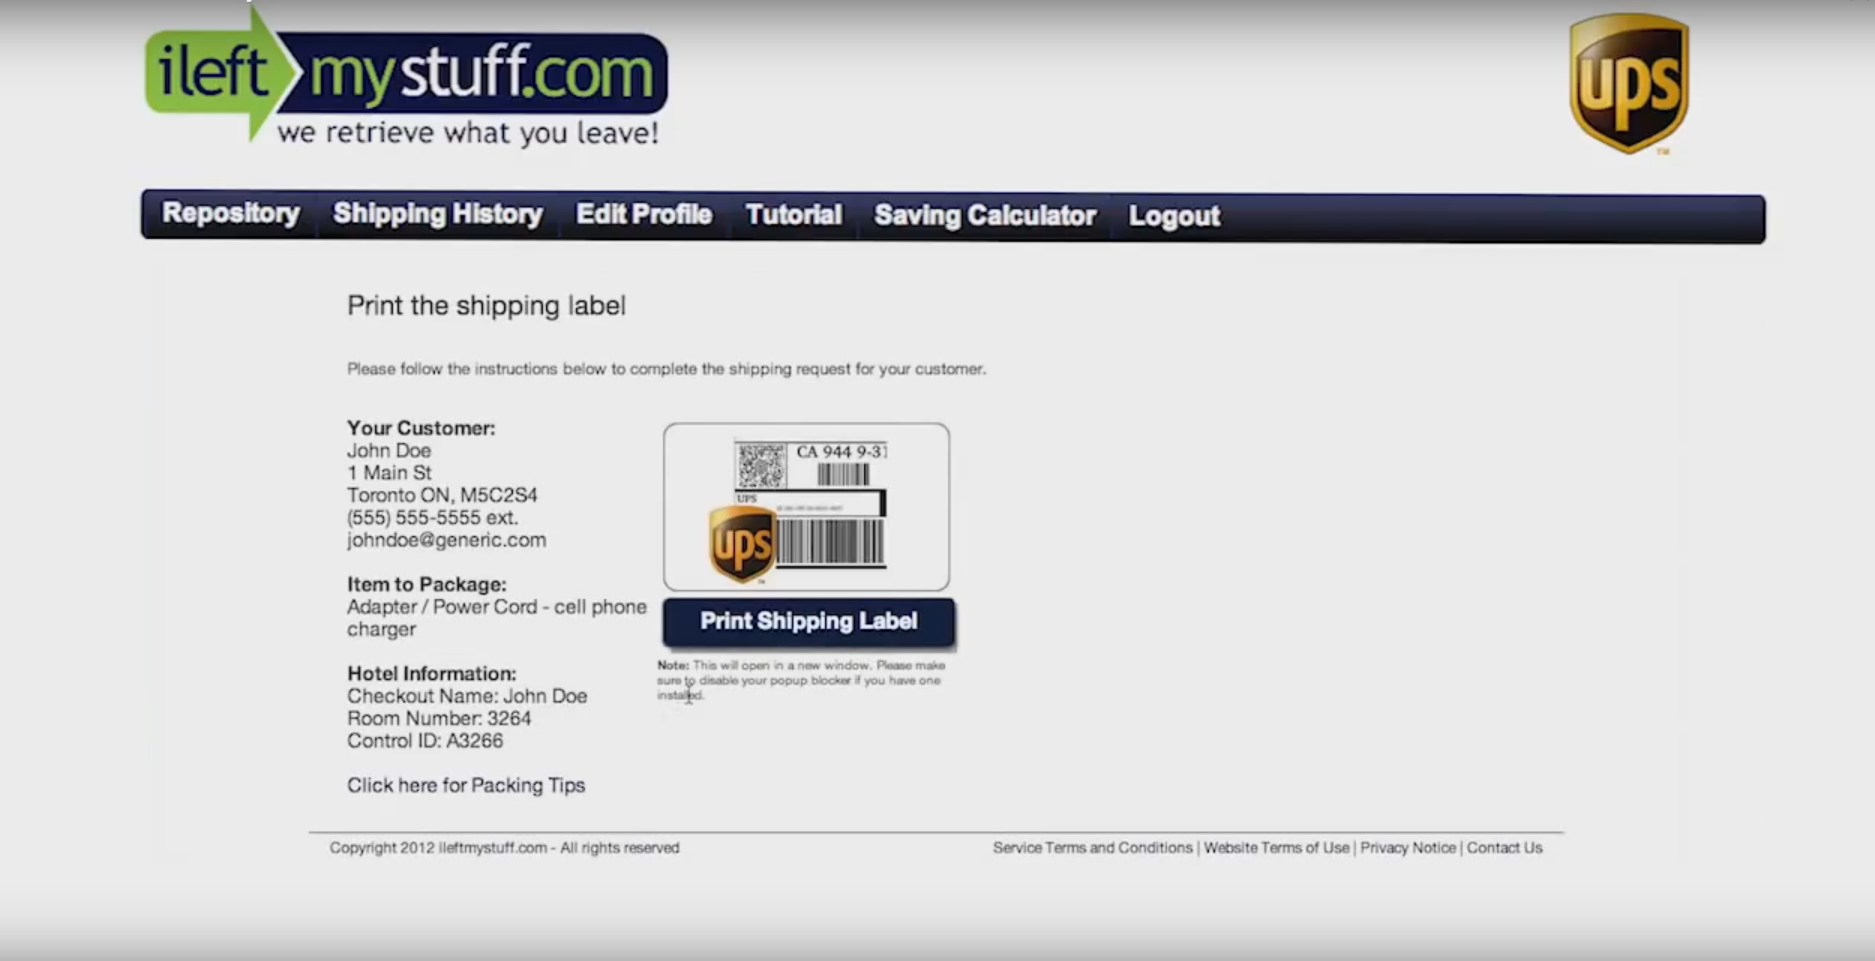 ileft mystuff.com
we retrieve what you leave!
ups
Repository Shipping History Edit Profile Tutorial Saving Calculator Logout
Print the shipping label
Please follow the instructions below to complete the shipping request for your customer.
Your Customer:
John Doe
1 Main St
Toronto ON, M5C2S4
(555) 555-5555 ext.
johndoe@generic.com
Item to Package:
Adapter / Power Cord - cell phone
charger
Hotel Information:
Checkout Name: John Doe
Room Number: 3264
Control ID: A3266
Click here for Packing Tips
CA 944 9-31
UPS
ups
Print Shipping Label
Note: This will open in a new window. Please make
sure to disable your popup blocker if you have one
installed.
Copyright 2012 ileftmystuff.com - All rights reserved
Service Terms and Conditions | Website Terms of Use | Privacy Notice | Contact Us